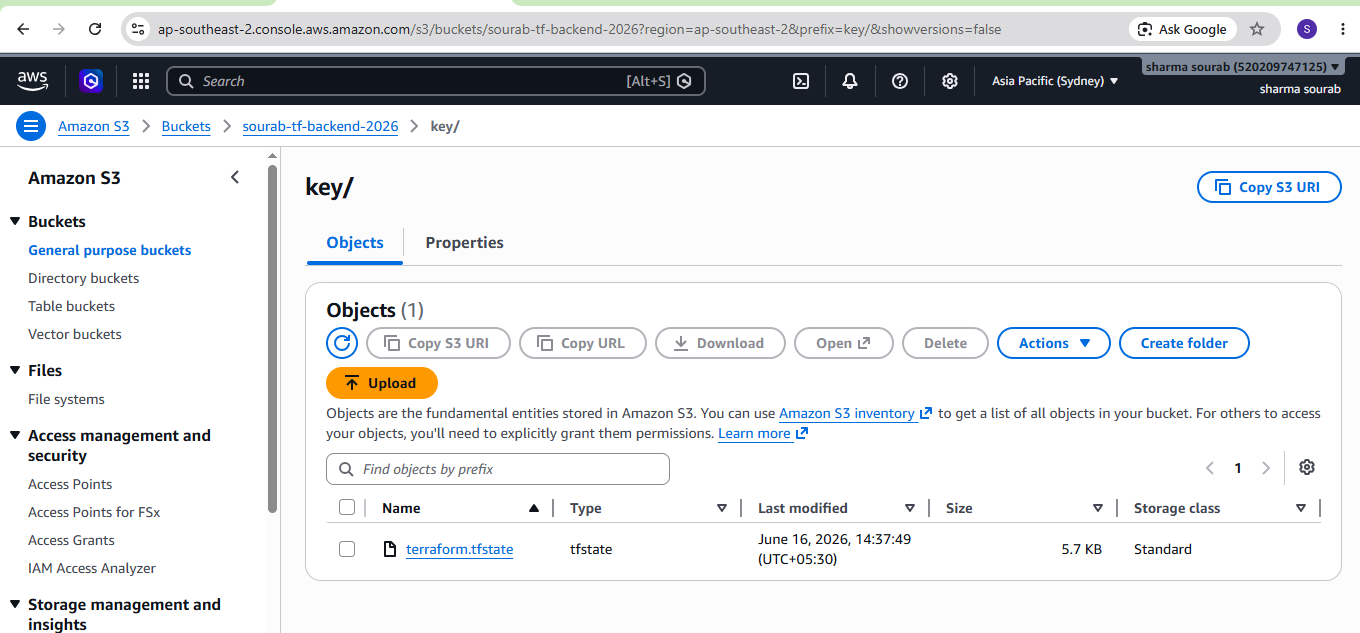 ap-southeast-2.console.aws.amazon.com/s3/buckets/sourab-tf-backend-2026?region=ap-southeast-2&prefix=key/&showversions=false
Ask Google
S
aws
Search
[Alt+S]
Asia Pacific (Sydney)
sharma sourab (520209747125)
sharma sourab
Amazon S3
Buckets
sourab-tf-backend-2026
key/
Amazon S3
Buckets
General purpose buckets
Directory buckets
Table buckets
Vector buckets
Files
File systems
Access management and
security
Access Points
Access Points for FSx
Access Grants
IAM Access Analyzer
Storage management and
insights
key/
Copy S3 URI
Objects
Properties
Objects (1)
Copy S3 URI
Copy URL
Download
Open
Delete
Actions
Create folder
Upload
Objects are the fundamental entities stored in Amazon S3. You can use Amazon S3 inventory to get a list of all objects in your bucket. For others to access
your objects, you'll need to explicitly grant them permissions. Learn more
Find objects by prefix
1
Name
Type
Last modified
Size
Storage class
terraform.tfstate
tfstate
June 16, 2026, 14:37:49
(UTC+05:30)
5.7 KB
Standard